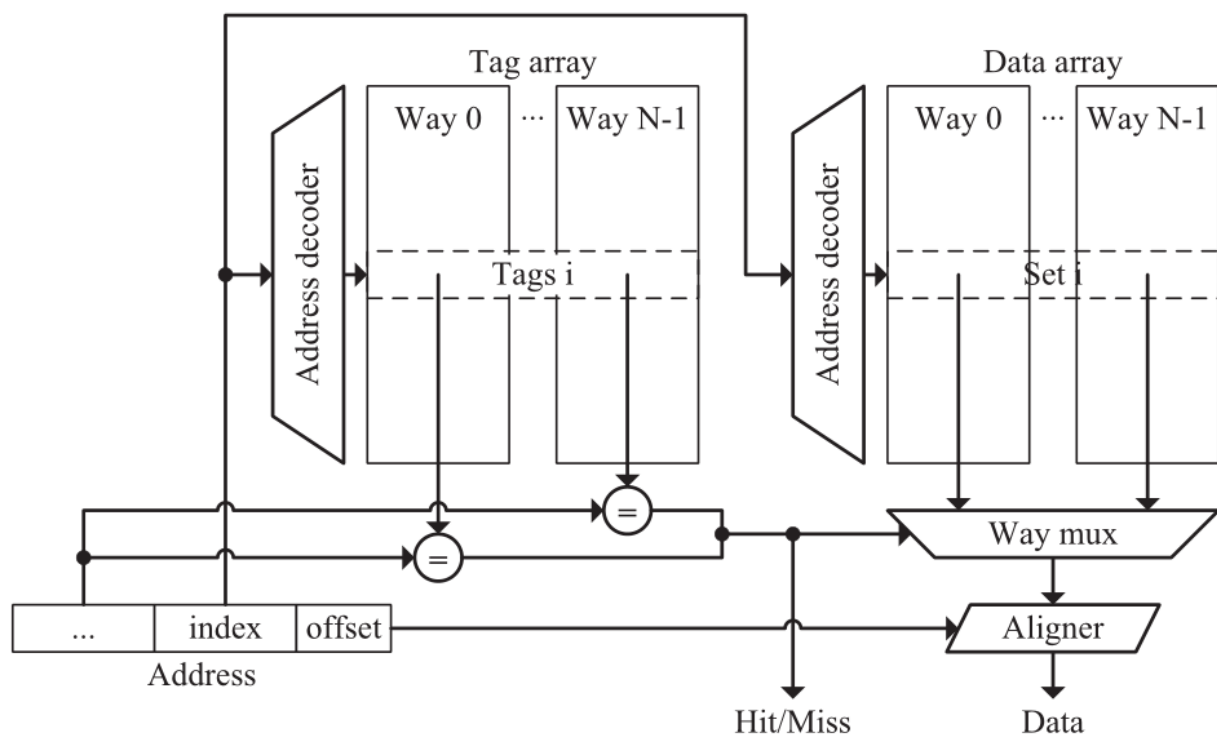 Tag array
Data array
Way 0 ... Way N-1
Way 0 ... Way N-1
Address decoder
Address decoder
Tags i
Set i
=
=
Way mux
... index offset
Aligner
Address
Hit/Miss
Data